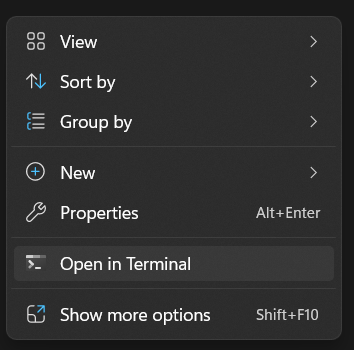 View
Sort by
Group by
New
Properties Alt+Enter
Open in Terminal
Show more options Shift+F10